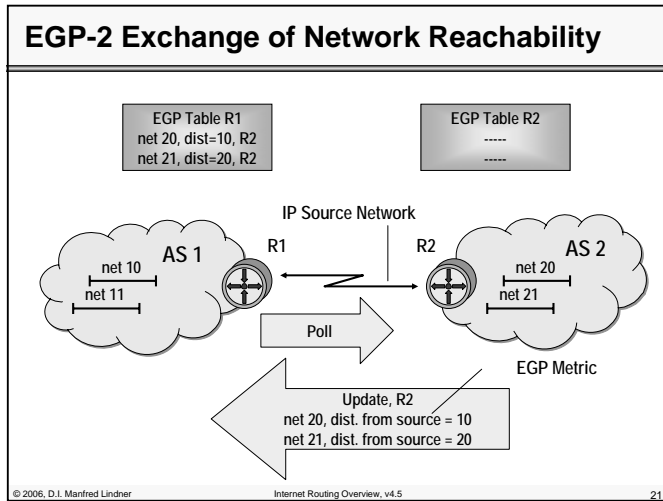 EGP-2 Exchange of Network Reachability
EGP Table R1
net 20, dist=10, R2
net 21, dist=20, R2
EGP Table R2
-----
-----
IP Source Network
AS 1
R1
R2
AS 2
net 10
net 11
net 20
net 21
Poll
EGP Metric
Update, R2
net 20, dist. from source = 10
net 21, dist. from source = 20
© 2006, D.I. Manfred Lindner
Internet Routing Overview, v4.5
21